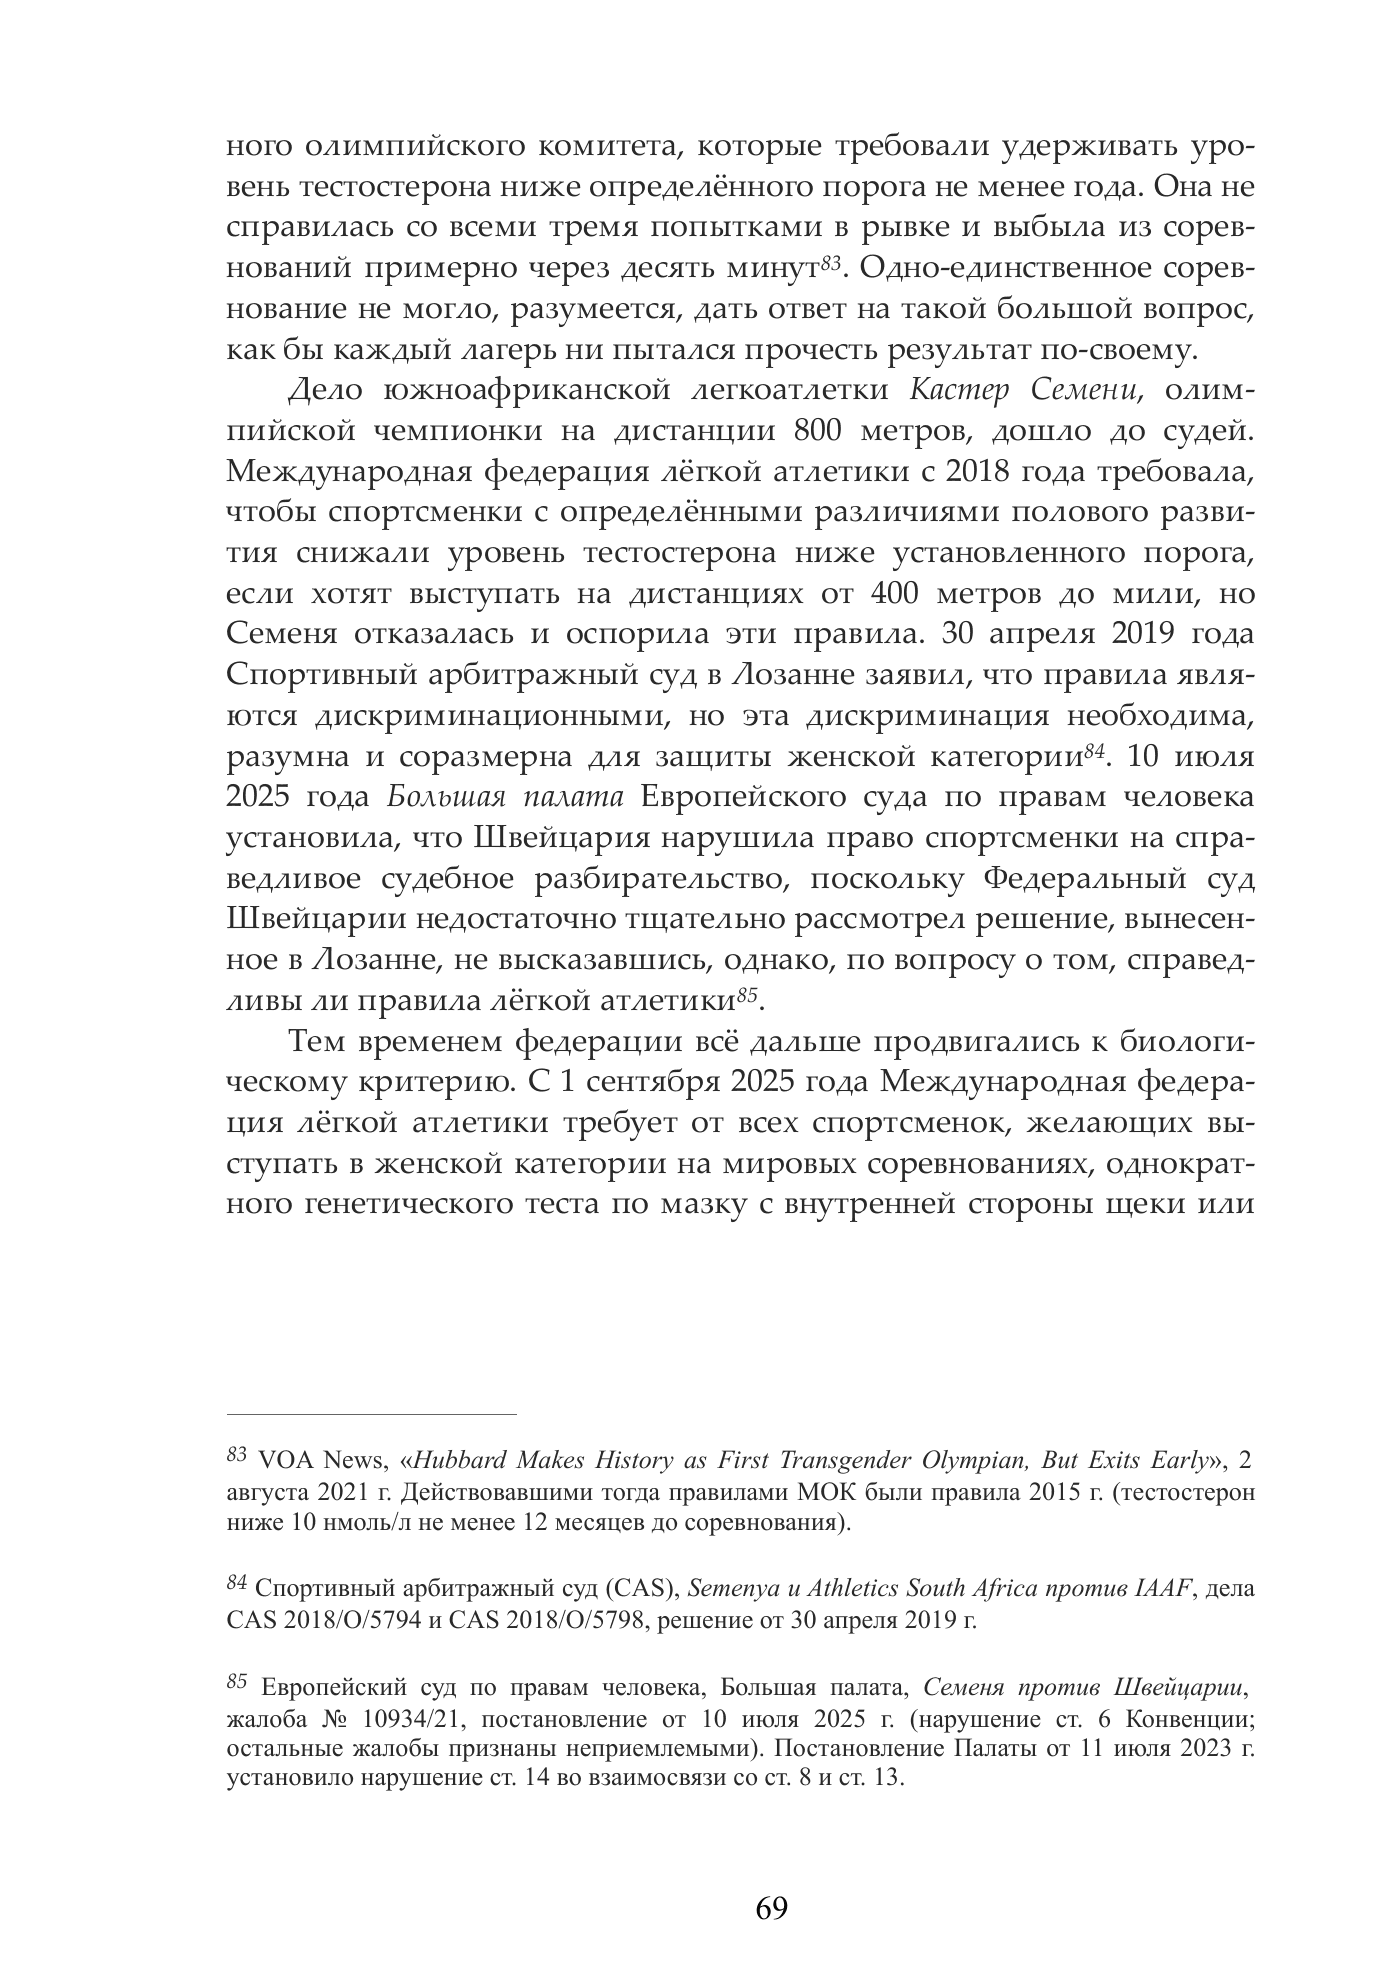 ного олимпийского комитета, которые требовали удерживать уро-
вень тестостерона ниже определённого порога не менее года. Она не
справилась со всеми тремя попытками в рывке и выбыла из сорев-
нований примерно через десять минут83. Одно-единственное сорев-
нование не могло, разумеется, дать ответ на такой большой вопрос,
как бы каждый лагерь ни пытался прочесть результат по-своему.
Дело южноафриканской легкоатлетки Кастер Семени, олим-
пийской чемпионки на дистанции 800 метров, дошло до судей.
Международная федерация лёгкой атлетики с 2018 года требовала,
чтобы спортсменки с определёнными различиями полового разви-
тия снижали уровень тестостерона ниже установленного порога,
если хотят выступать на дистанциях от 400 метров до мили, но
Семеня отказалась и оспорила эти правила. 30 апреля 2019 года
Спортивный арбитражный суд в Лозанне заявил, что правила явля-
ются дискриминационными, но эта дискриминация необходима,
разумна и соразмерна для защиты женской категории84. 10 июля
2025 года Большая палата Европейского суда по правам человека
установила, что Швейцария нарушила право спортсменки на спра-
ведливое судебное разбирательство, поскольку Федеральный суд
Швейцарии недостаточно тщательно рассмотрел решение, вынесен-
ное в Лозанне, не высказавшись, однако, по вопросу о том, справед-
ливы ли правила лёгкой атлетики85.
Тем временем федерации всё дальше продвигались к биологи-
ческому критерию. С 1 сентября 2025 года Международная федера-
ция лёгкой атлетики требует от всех спортсменок, желающих вы-
ступать в женской категории на мировых соревнованиях, однократ-
ного генетического теста по мазку с внутренней стороны щеки или
83 VOA News, «Hubbard Makes History as First Transgender Olympian, But Exits Early», 2
августа 2021 г. Действовавшими тогда правилами МОК были правила 2015 г. (тестостерон
ниже 10 нмоль/л не менее 12 месяцев до соревнования).
84 Спортивный арбитражный суд (CAS), Semenya и Athletics South Africa против IAAF, дела
CAS 2018/O/5794 и CAS 2018/O/5798, решение от 30 апреля 2019 г.
85 Европейский суд по правам человека, Большая палата, Семеня против Швейцарии,
жалоба № 10934/21, постановление от 10 июля 2025 г. (нарушение ст. 6 Конвенции;
остальные жалобы признаны неприемлемыми). Постановление Палаты от 11 июля 2023 г.
установило нарушение ст. 14 во взаимосвязи со ст. 8 и ст. 13.
69